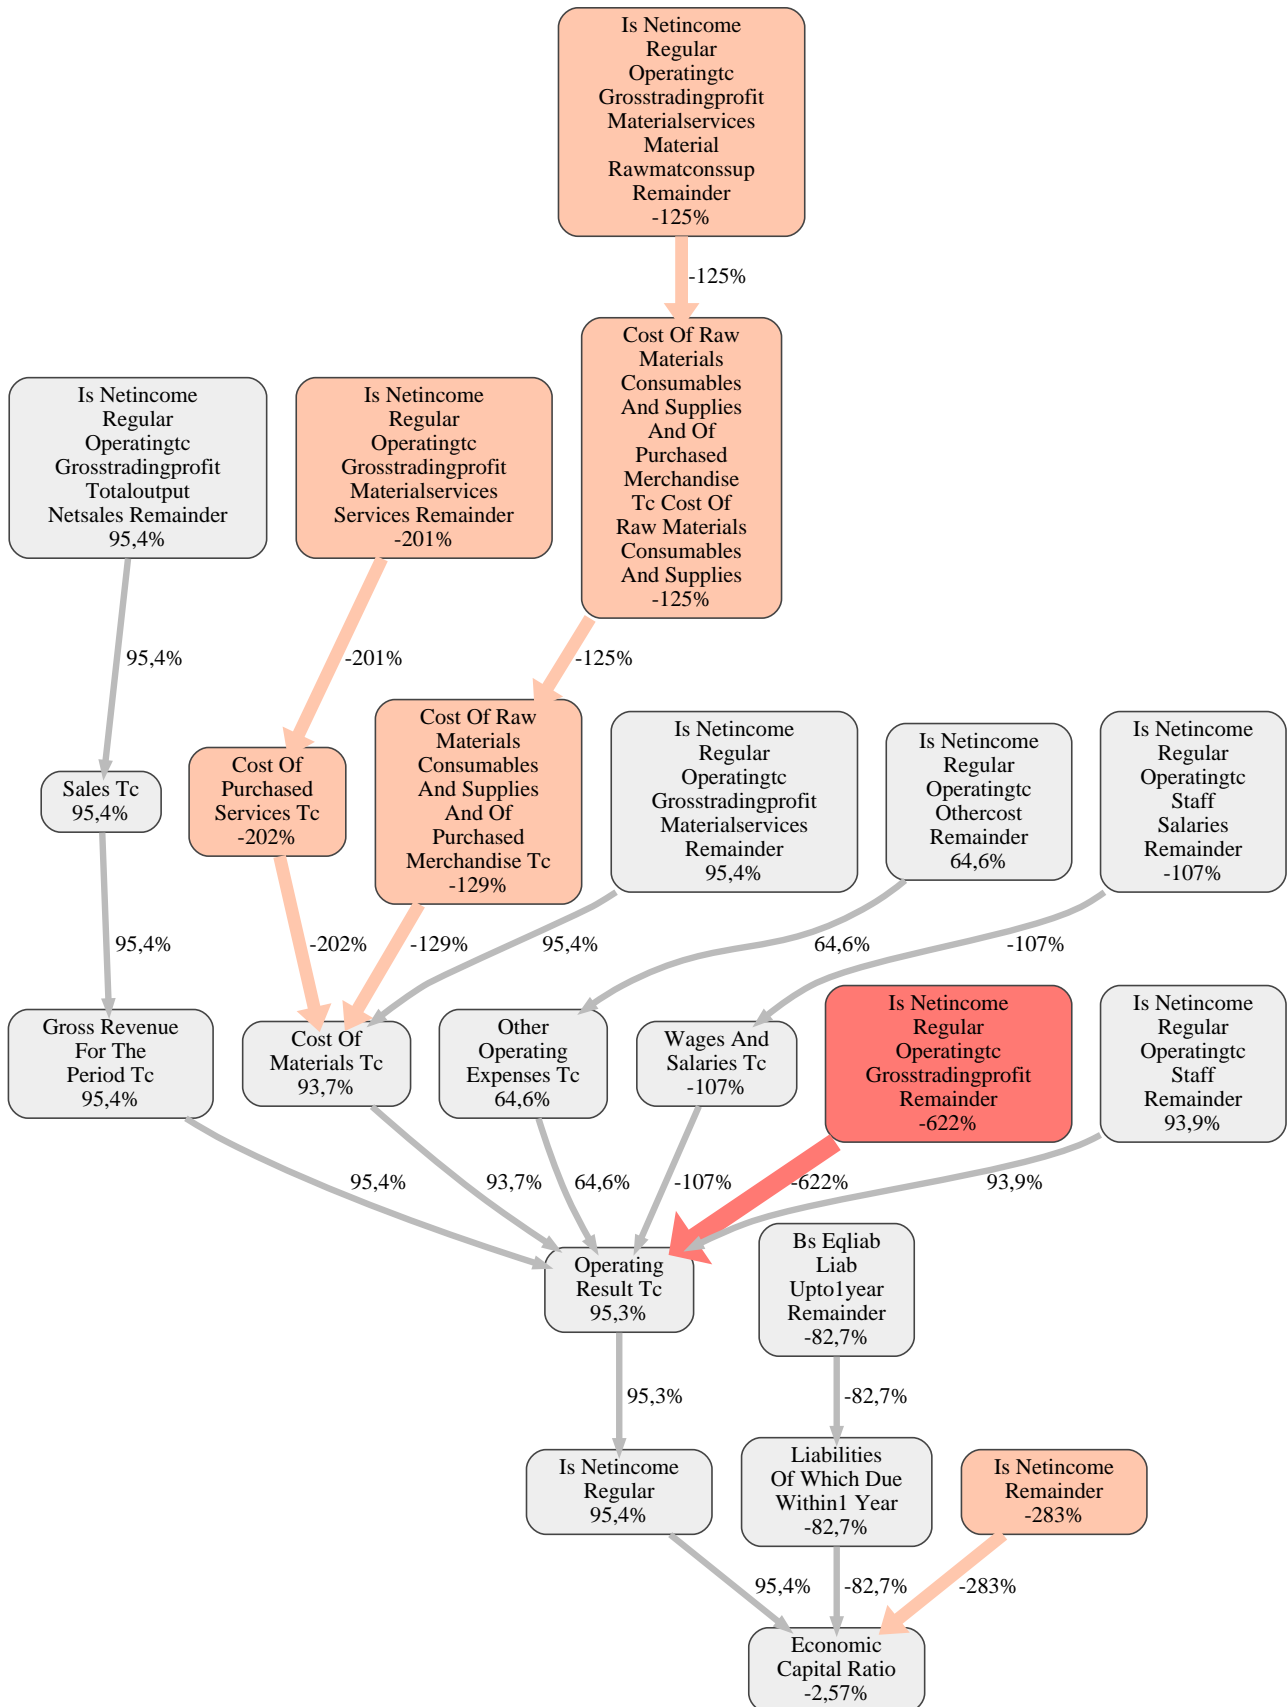 Is Netincome
Regular
Operatingtc
Grosstradingprofit
Materialservices
Material
Rawmatconssup
Remainder
-125%
-125%
Cost Of Raw
Materials
Consumables
And Supplies
And Of
Purchased
Merchandise
Tc Cost Of
Raw Materials
Consumables
And Supplies
-125%
Is Netincome
Regular
Operatingtc
Grosstradingprofit
Totaloutput
Netsales Remainder
95,4%
Is Netincome
Regular
Operatingtc
Grosstradingprofit
Materialservices
Services Remainder
-201%
95,4%
-201%
-125%
Sales Tc
95,4%
Cost Of
Purchased
Services Tc
-202%
Cost Of Raw
Materials
Consumables
And Supplies
And Of
Purchased
Merchandise Tc
-129%
Is Netincome
Regular
Operatingtc
Grosstradingprofit
Materialservices
Remainder
95,4%
Is Netincome
Regular
Operatingtc
Othercost
Remainder
64,6%
Is Netincome
Regular
Operatingtc
Staff
Salaries
Remainder
-107%
95,4%
-202%
-129%
95,4%
64,6%
-107%
Gross Revenue
For The
Period Tc
95,4%
Cost Of
Materials Tc
93,7%
Other
Operating
Expenses Tc
64,6%
Wages And
Salaries Tc
-107%
Is Netincome
Regular
Operatingtc
Grosstradingprofit
Remainder
-622%
Is Netincome
Regular
Operatingtc
Staff
Remainder
93,9%
95,4%
93,7%
64,6%
-107%
-622%
93,9%
Operating
Result Tc
95,3%
Bs Eqliab
Liab
Upto1year
Remainder
-82,7%
95,3%
-82,7%
Is Netincome
Regular
95,4%
Liabilities
Of Which Due
Within1 Year
-82,7%
Is Netincome
Remainder
-283%
95,4%
-82,7%
-283%
Economic
Capital Ratio
-2,57%